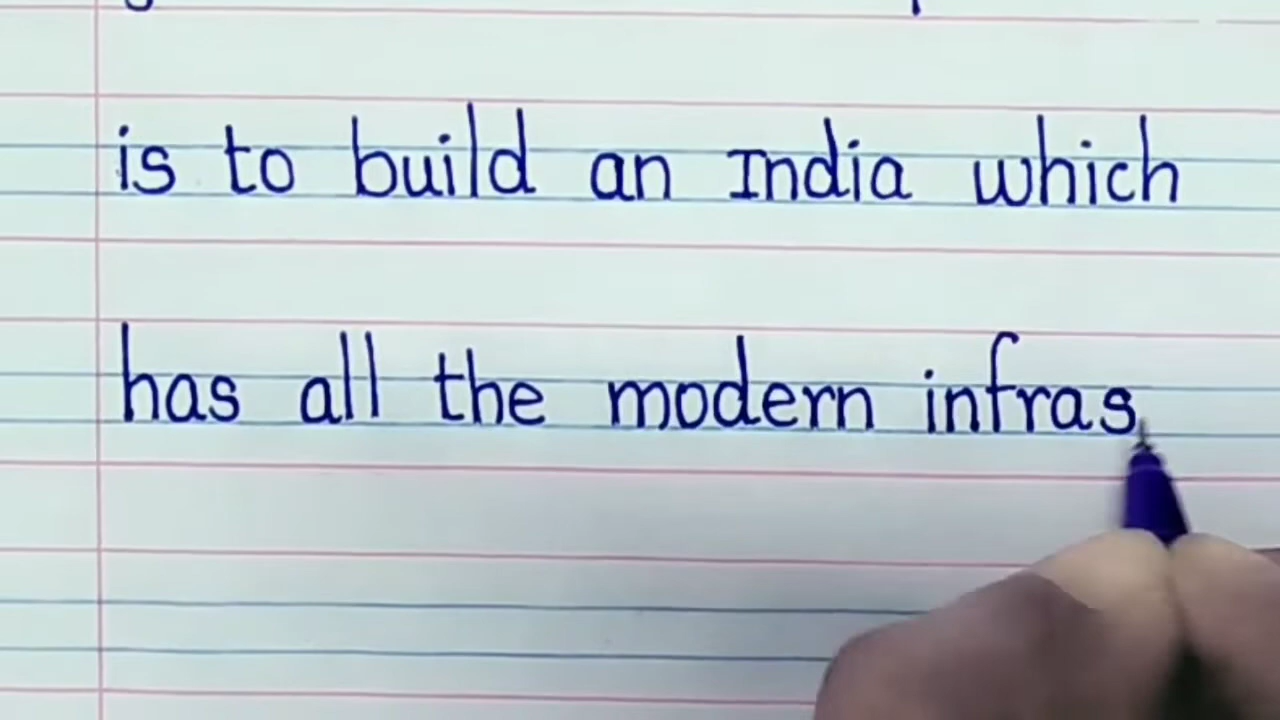 is to build an India which
has all the modern infras